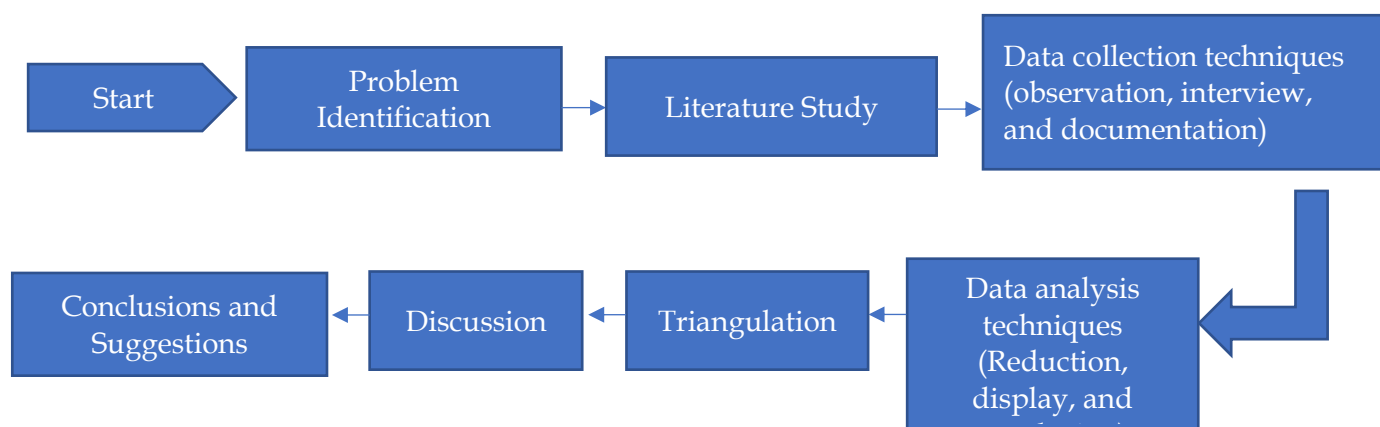 Start
Problem
Identification
Literature Study
Data collection techniques
(observation, interview,
and documentation)
Data analysis
techniques
(Reduction,
display, and
Triangulation
Discussion
Conclusions and
Suggestions